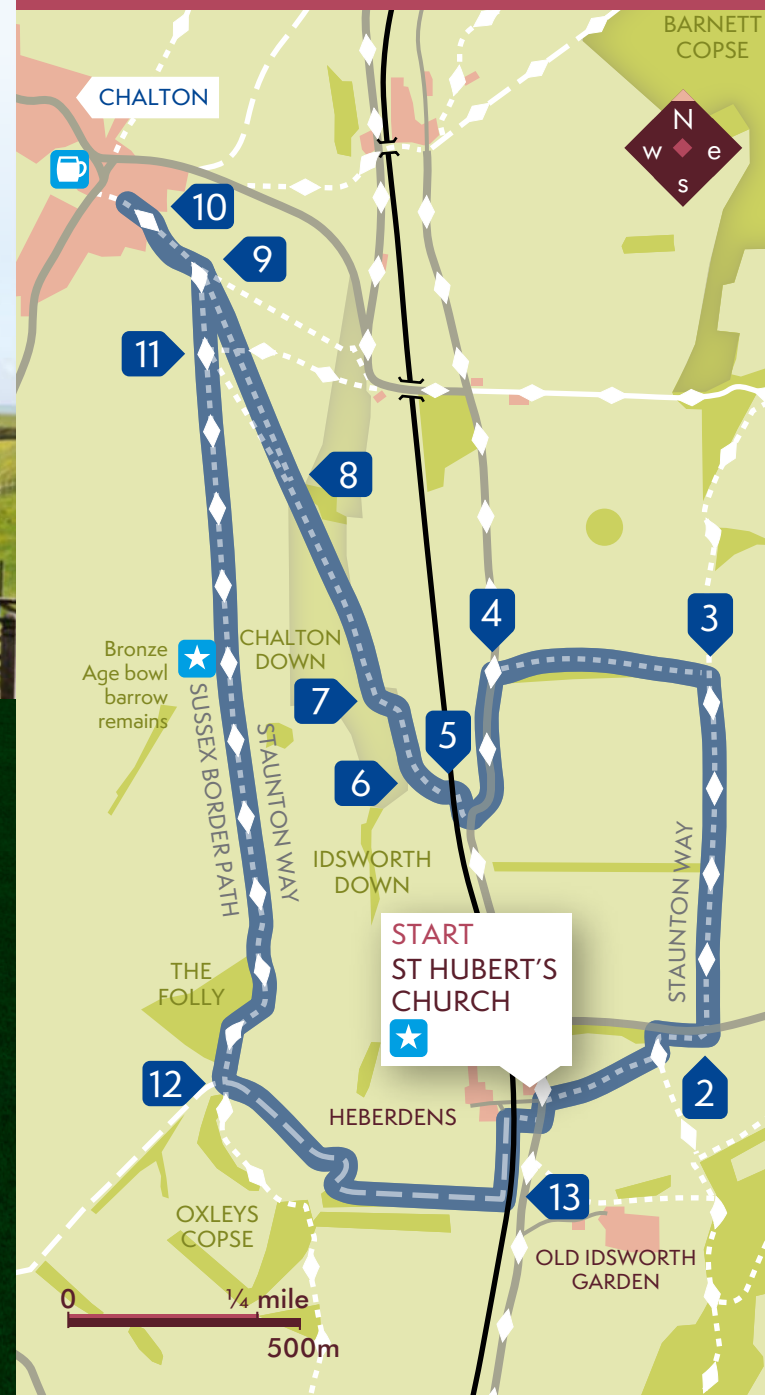 BARNETT
COPSE
CHALTON
N
w
e
s
10
9
11
8
4
3
Bronze
Age bowl
barrow
remains
CHALTON
DOWN
7
5
6
SUSSEX BORDER PATH
STAUNTON WAY
IDSWORTH
DOWN
STAUNTON WAY
START
ST HUBERT'S
CHURCH
THE
FOLLY
12
2
HEBERDENS
13
OXLEYS
COPSE
OLD IDSWORTH
GARDEN
0
¼ mile
500m